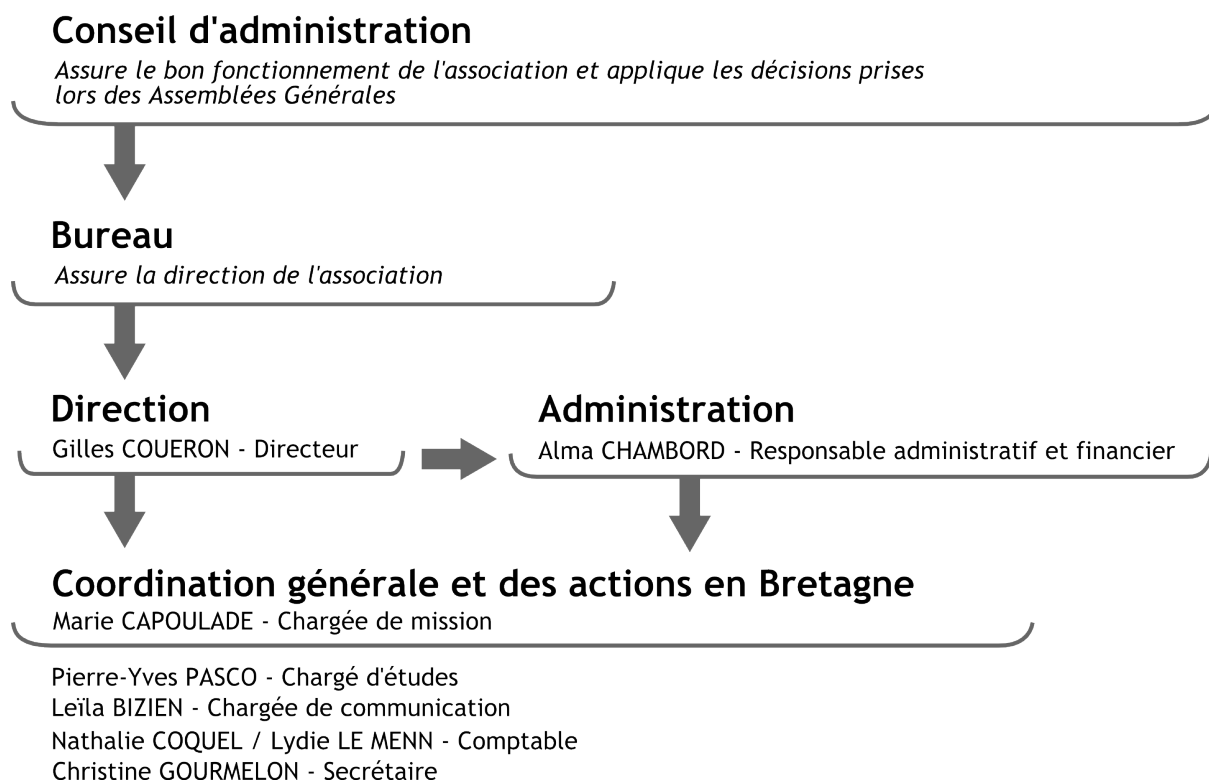 Conseil d'administration
Assure le bon fonctionnement de l'association et applique les décisions prises
lors des Assemblées Générales
Bureau
Assure la direction de l'association
Direction
Gilles COUERON - Directeur
Administration
Alma CHAMBORD - Responsable administratif et financier
Coordination générale et des actions en Bretagne
Marie CAPOULADE - Chargée de mission
Pierre-Yves PASCO - Chargé d'études
Leïla BIZIEN - Chargée de communication
Nathalie COQUEL / Lydie LE MENN - Comptable
Christine GOURMELON - Secrétaire